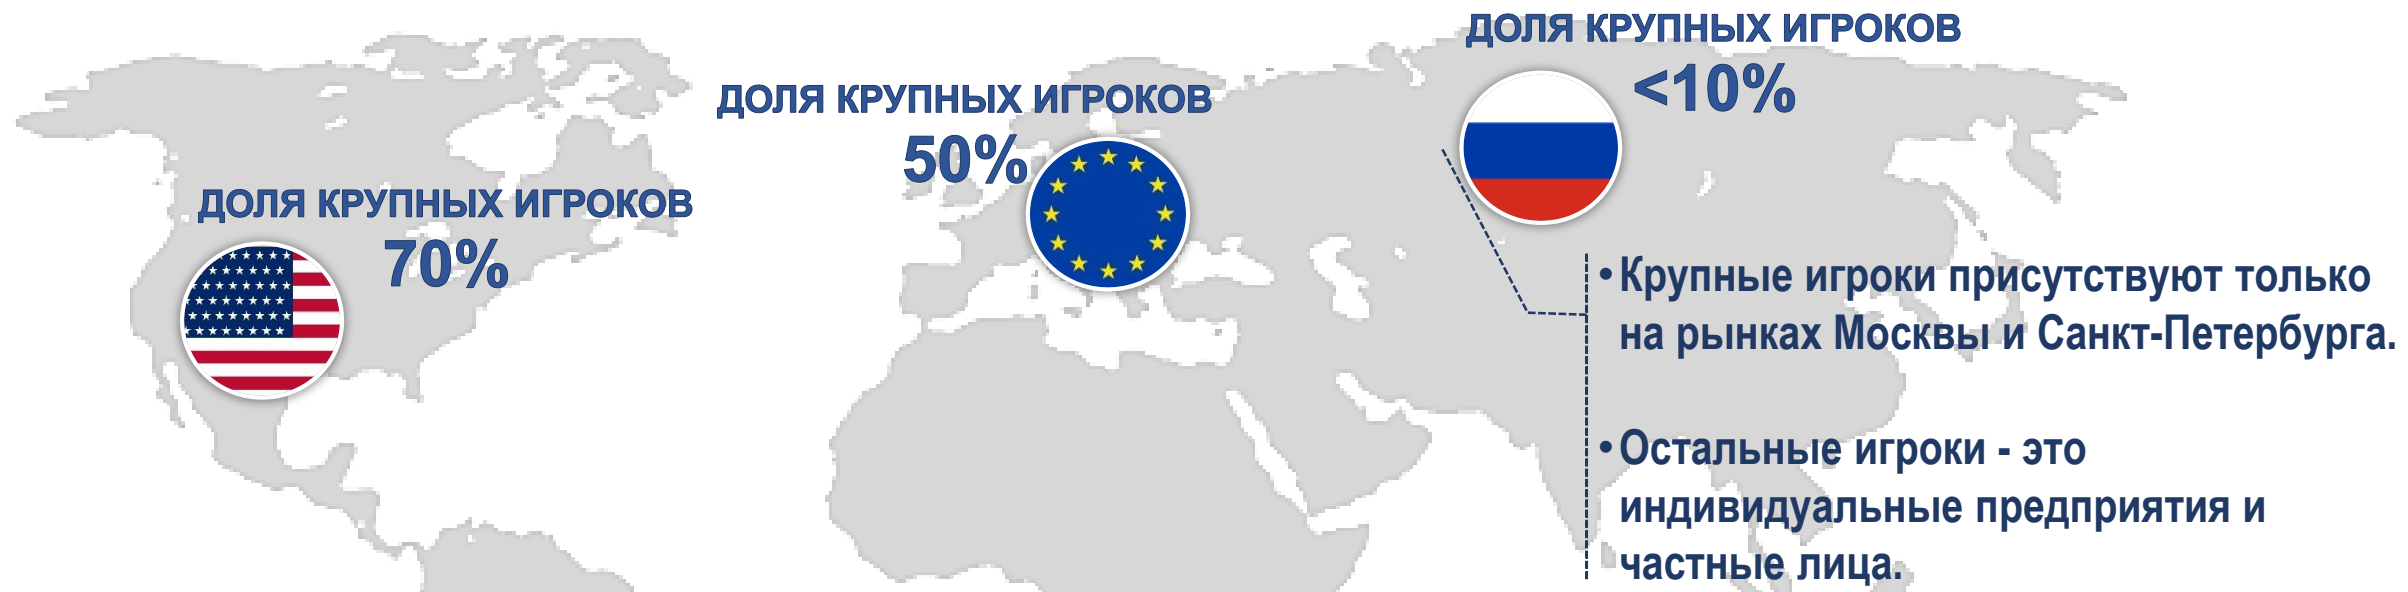 ДОЛЯ КРУПНЫХ ИГРОКОВ
<10%
ДОЛЯ КРУПНЫХ ИГРОКОВ
50%
ДОЛЯ КРУПНЫХ ИГРОКОВ
70%
• Крупные игроки присутствуют только
на рынках Москвы и Санкт-Петербурга.
• Остальные игроки - это
индивидуальные предприятия и
частные лица.